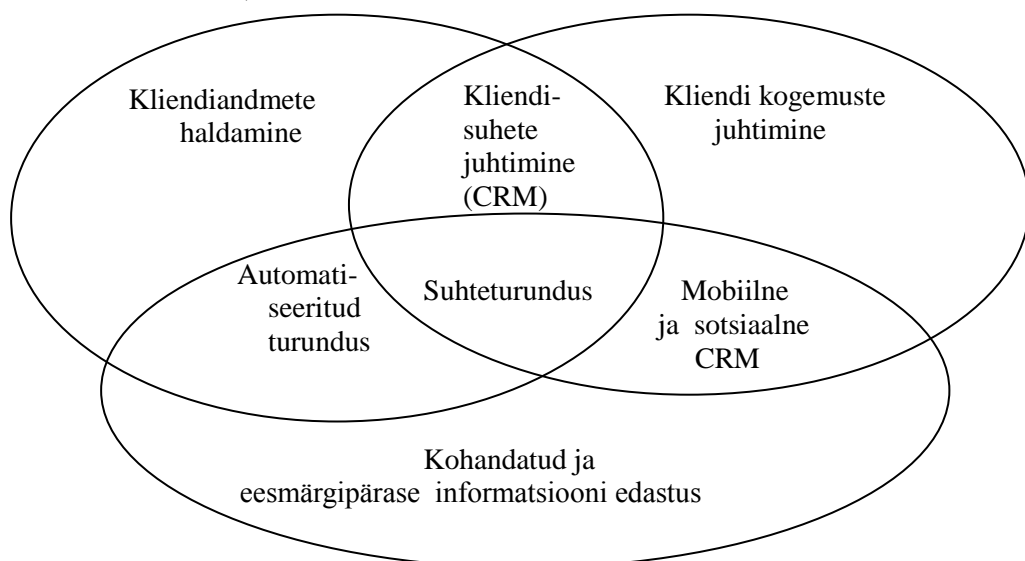 Kliendiandmete
haldamine
Kliendi-
suhete
juhtimine
(CRM)
Kliendi kogemuste
juhtimine
Automati-
seeritud
turundus
Suhteturundus
Mobiilne
ja sotsiaalne
CRM
Kohandatud ja
eesmärgipärase informatsiooni edastus